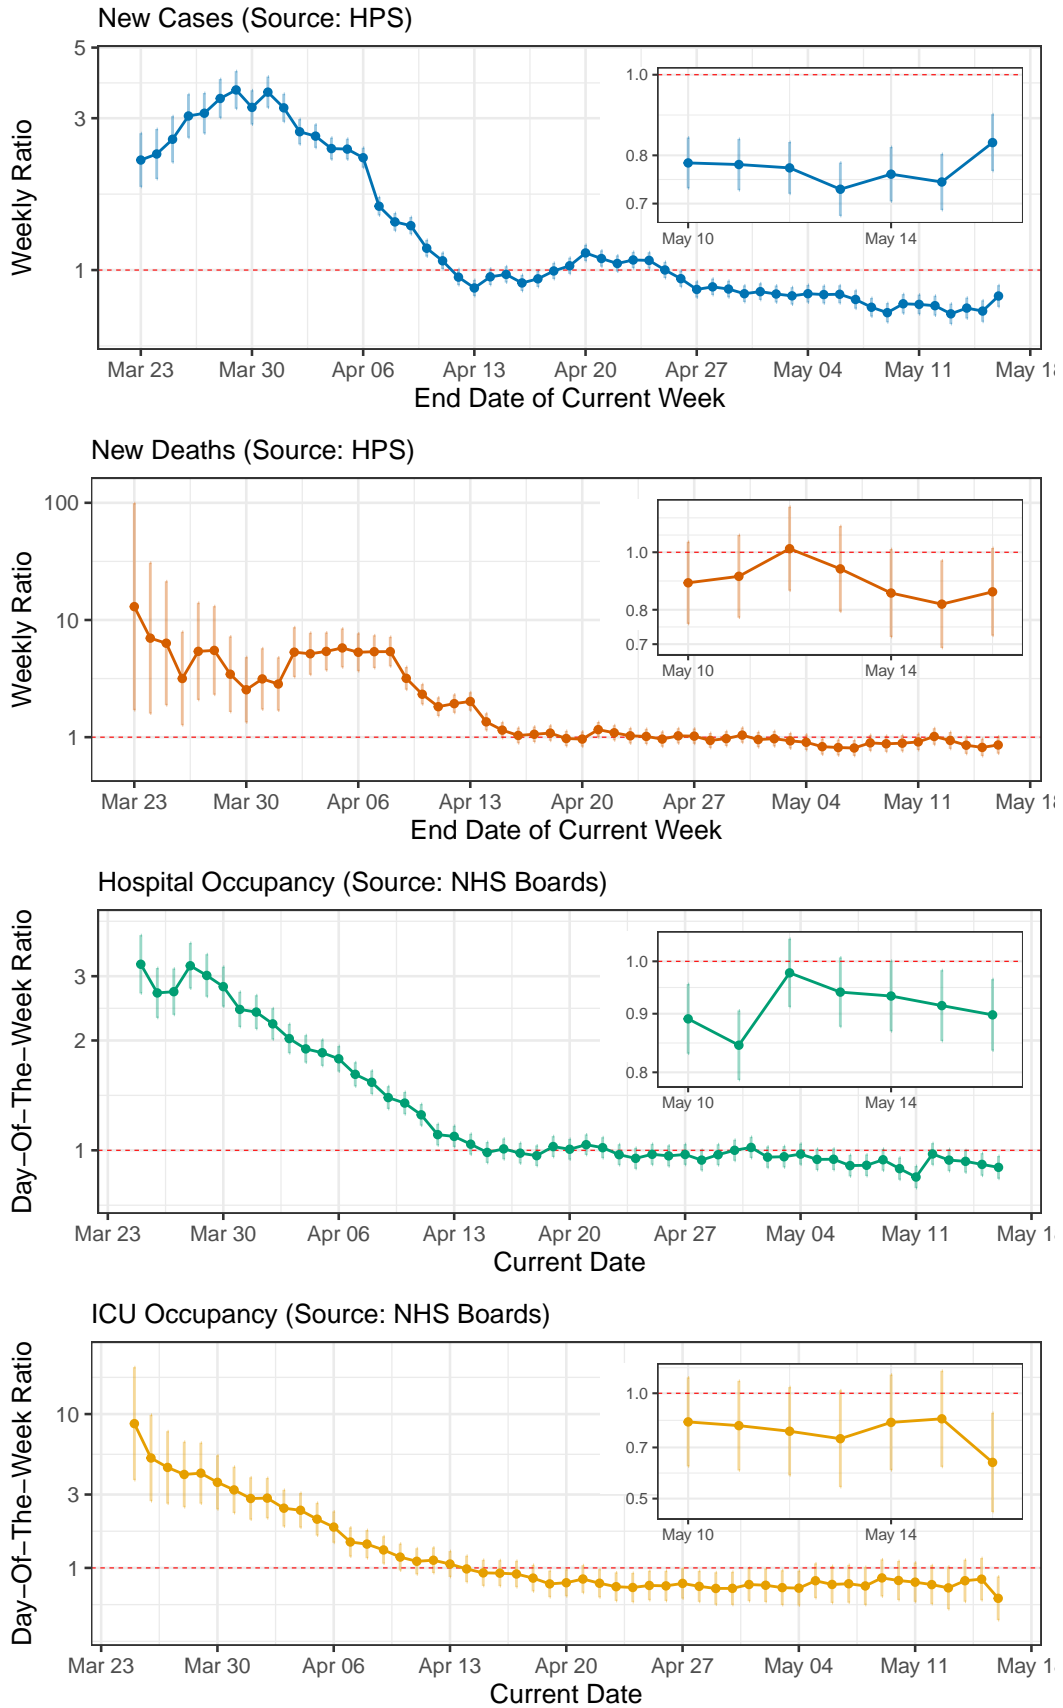 New Cases (Source: HPS)
Weekly Ratio
5
3
1
1.0
0.8
0.7
May 10
May 14
Mar 23
Mar 30
Apr 06
Apr 13
Apr 20
Apr 27
May 04
May 11
May 18
End Date of Current Week
New Deaths (Source: HPS)
Weekly Ratio
100
10
1
1.0
0.8
0.7
May 10
May 14
Mar 23
Mar 30
Apr 06
Apr 13
Apr 20
Apr 27
May 04
May 11
May 18
End Date of Current Week
Hospital Occupancy (Source: NHS Boards)
Day−Of−The−Week Ratio
3
2
1
1.0
0.9
0.8
May 10
May 14
Mar 23
Mar 30
Apr 06
Apr 13
Apr 20
Apr 27
May 04
May 11
May 18
Current Date
ICU Occupancy (Source: NHS Boards)
Day−Of−The−Week Ratio
10
3
1
1.0
0.7
0.5
May 10
May 14
Mar 23
Mar 30
Apr 06
Apr 13
Apr 20
Apr 27
May 04
May 11
May 1
Current Date